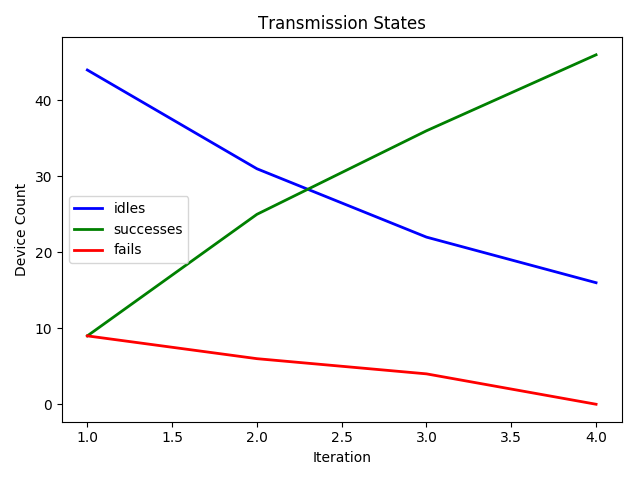 Transmission States
Device Count
40
30
20
10
0
idles
successes
fails
1.0 1.5 2.0 2.5 3.0 3.5 4.0
Iteration